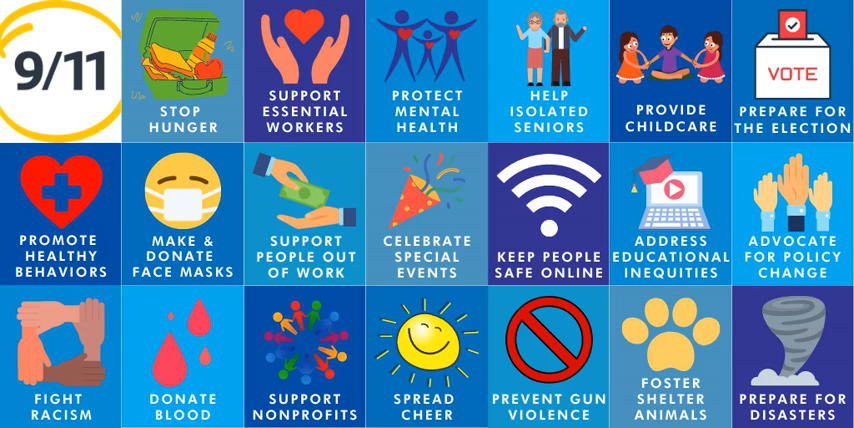 9/11
STOP
HUNGER
SUPPORT
ESSENTIAL
WORKERS
PROTECT
MENTAL
HEALTH
HELP
ISOLATED
SENIORS
PROVIDE
CHILDCARE
VOTE
PREPARE FOR
THE ELECTION
PROMOTE
HEALTHY
BEHAVIORS
MAKE &
DONATE
FACE MASKS
SUPPORT
PEOPLE OUT
OF WORK
CELEBRATE
SPECIAL
EVENTS
KEEP PEOPLE
SAFE ONLINE
ADDRESS
EDUCATIONAL
INEQUITIES
ADVOCATE
FOR POLICY
CHANGE
FIGHT
RACISM
DONATE
BLOOD
SUPPORT
NONPROFITS
SPREAD
CHEER
PREVENT GUN
VIOLENCE
FOSTER
SHELTER
ANIMALS
PREPARE FOR
DISASTERS